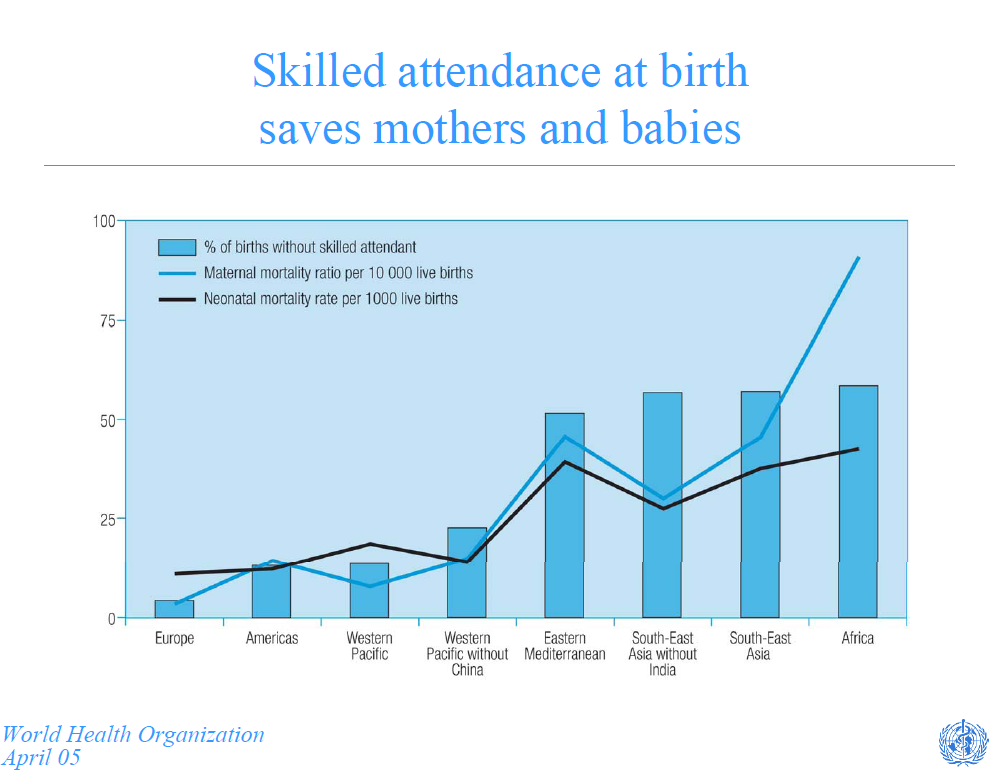 Skilled attendance at birth
saves mothers and babies
100
75
50
25
0
% of births without skilled attendant
Maternal mortality ratio per 10 000 live births
Neonatal mortality rate per 1000 live births
Europe
Americas
Western
Pacific
Western
Pacific without
China
Eastern
Mediterranean
South-East
Asia without
India
South-East
Asia
Africa
World Health Organization
April 05